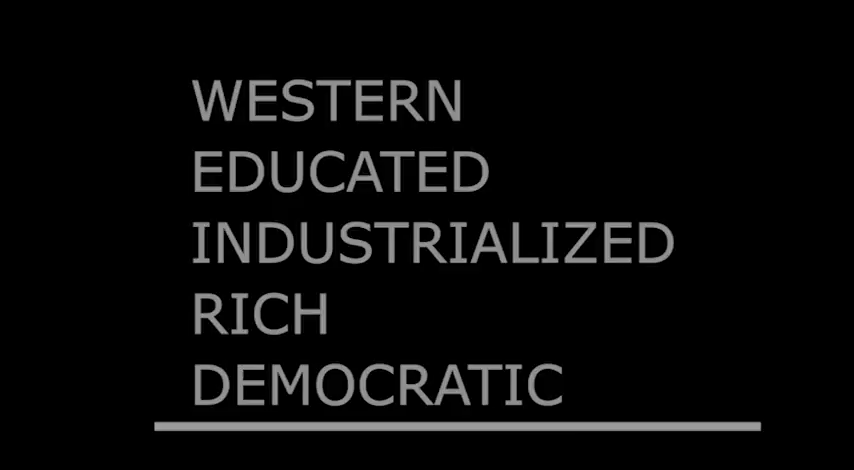 WESTERN
EDUCATED
INDUSTRIALIZED
RICH
DEMOCRATIC